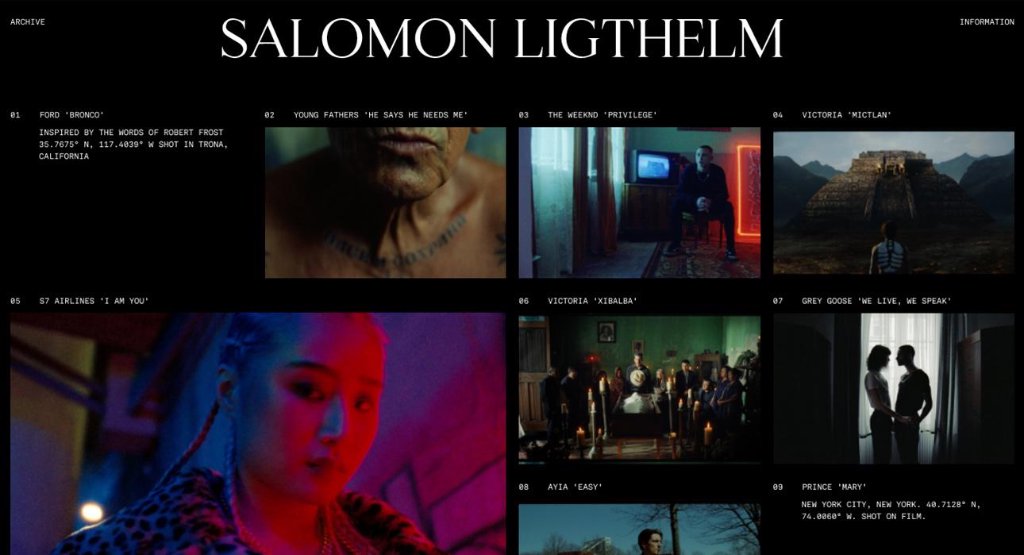 ARCHIVE
SALOMON LIGTHELM
INFORMATION
01 FORD 'BRONCO'
INSPIRED BY THE WORDS OF ROBERT FROST
35.7675° N, 117.4039° W SHOT IN TRONA,
CALIFORNIA
02 YOUNG FATHERS 'HE SAYS HE NEEDS ME'
03 THE WEEKND 'PRIVILEGE'
04 VICTORIA 'MICTLAN'
05 S7 AIRLINES 'I AM YOU'
06 VICTORIA 'XIBALBA'
07 GREY GOOSE 'WE LIVE, WE SPEAK'
08 AYIA 'EASY'
09 PRINCE 'MARY'
NEW YORK CITY, NEW YORK. 40.7128° N,
74.0060° W. SHOT ON FILM.